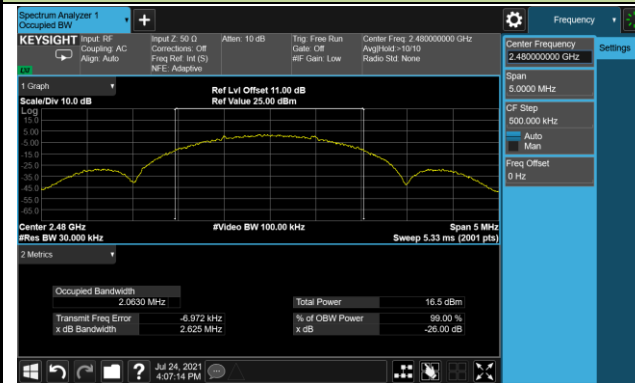 Spectrum Analyzer 1
Occupied BW
Frequency
KEYSIGHT
Input: RF
Coupling: AC
Align: Auto
Input Z: 50 Ω
Corrections: Off
Freq Ref: Int (S)
NFE: Adaptive
Atten: 10 dB
Trig: Free Run
Gate: Off
#IF Gain: Low
Center Freq: 2.480000000 GHz
Avg|Hold:>10/10
Radio Std: None
Center Frequency
2.480000000 GHz
Settings
Span
5.0000 MHz
CF Step
500.000 kHz
Auto
Man
Freq Offset
0 Hz
1 Graph
Scale/Div 10.0 dB
Ref Lvl Offset 11.00 dB
Ref Value 25.00 dBm
Log
15.0
5.00
-5.00
-15.0
-25.0
-35.0
-45.0
-55.0
-65.0
Center 2.48 GHz
#Video BW 100.00 kHz
Span 5 MHz
#Res BW 30.000 kHz
Sweep 5.33 ms (2001 pts)
2 Metrics
Occupied Bandwidth
2.0630 MHz
Total Power
16.5 dBm
Transmit Freq Error
-6.972 kHz
% of OBW Power
99.00 %
x dB Bandwidth
2.625 MHz
x dB
-26.00 dB
Jul 24, 2021
4:07:14 PM